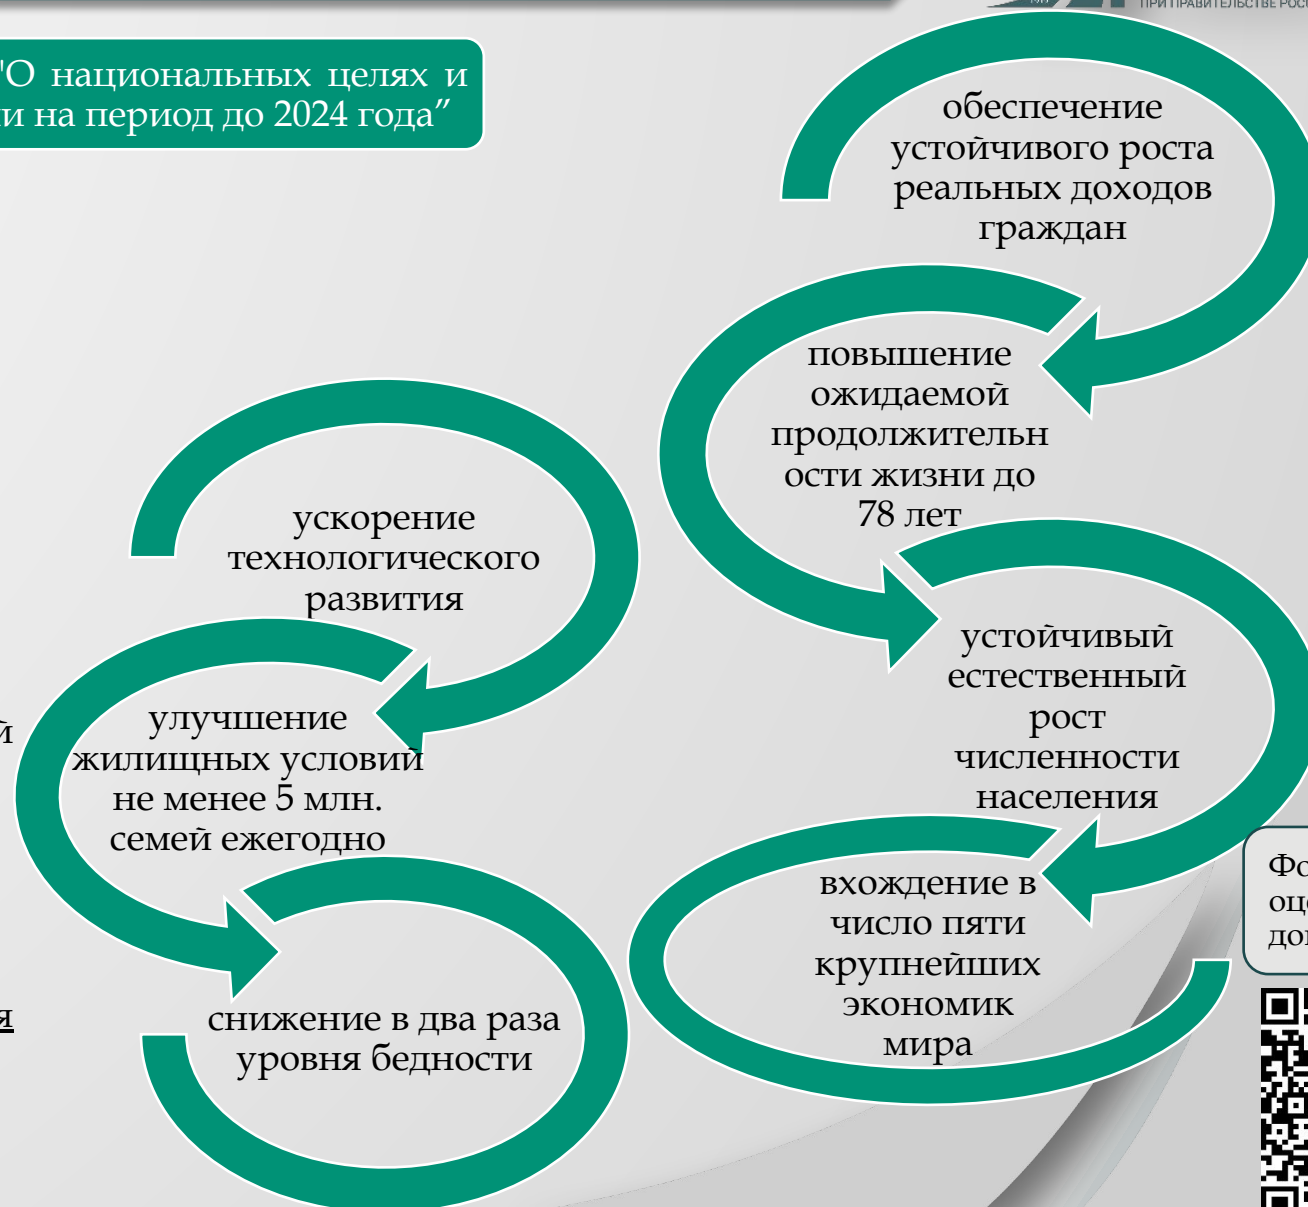 ПРИ ПРАВИТЕЛЬСТВЕ
"О национальных целях и
на период до 2024 года”
обеспечение
устойчивого роста
реальных доходов
граждан
повышение
ожидаемой
продолжительн
ости жизни до
78 лет
устойчивый
естественный
рост
численности
населения
вхождение в
число пяти
крупнейших
экономик
мира
ускорение
технологического
развития
улучшение
жилищных условий
не менее 5 млн.
семей ежегодно
снижение в два раза
уровня бедности